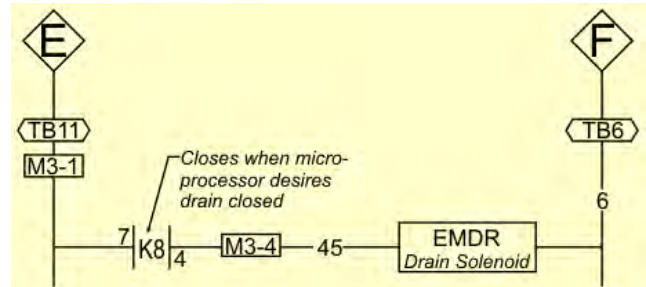 E
F
TB11
TB6
M3-1
Closes when micro-
processor desires
drain closed
6
7
K8
4
M3-4
45
EMDR
Drain Solenoid